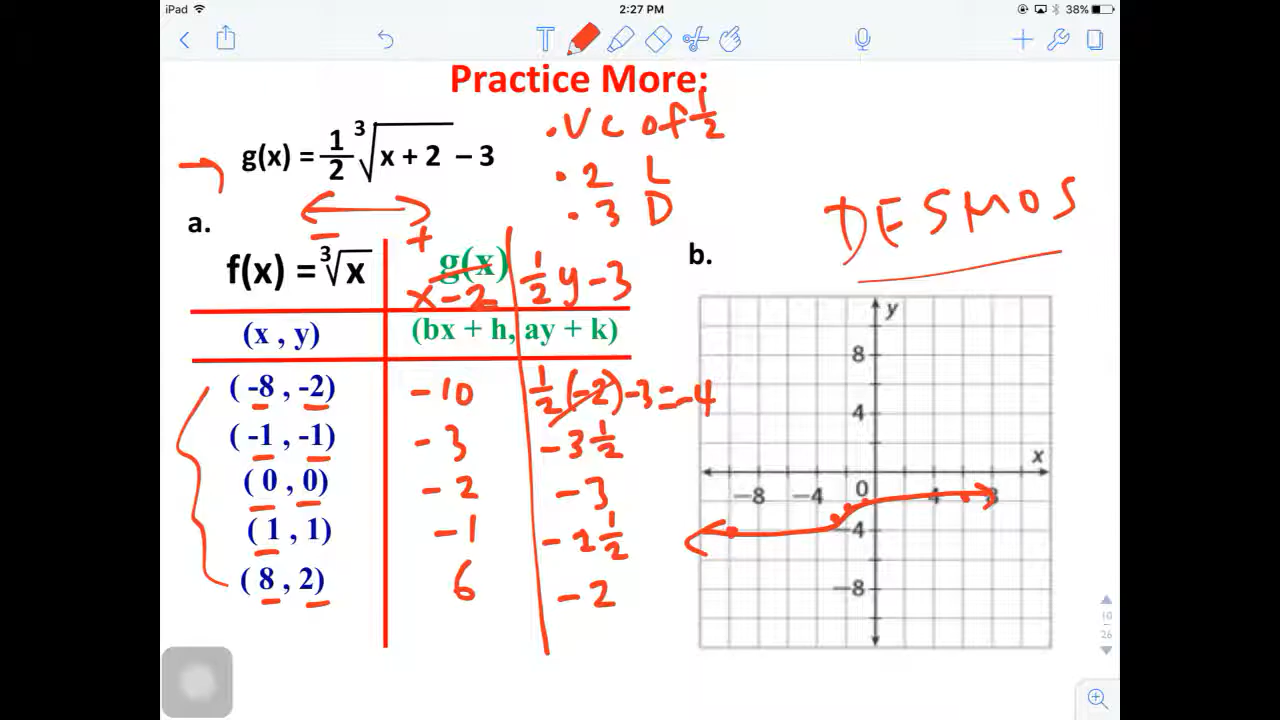 iPad 2:27 PM 38%
T
Practice More:
g(x) = 1/2 ∛(x + 2) – 3
• VC of 1/2
• 2 L
• 3 D
– +
DESMOS
a.
b.
f(x) = ∛x g(x)
x – 2 1/2 y – 3
(x , y) (bx + h, ay + k)
( -8 , -2) -10 1/2 (-2) -3 = -4
( -1 , -1) -3 -3 1/2
( 0 , 0) -2 -3
( 1 , 1) -1 -2 1/2
( 8 , 2) 6 -2
y
8
4
x
−8 −4 0 4 8
−4
−8
10
26